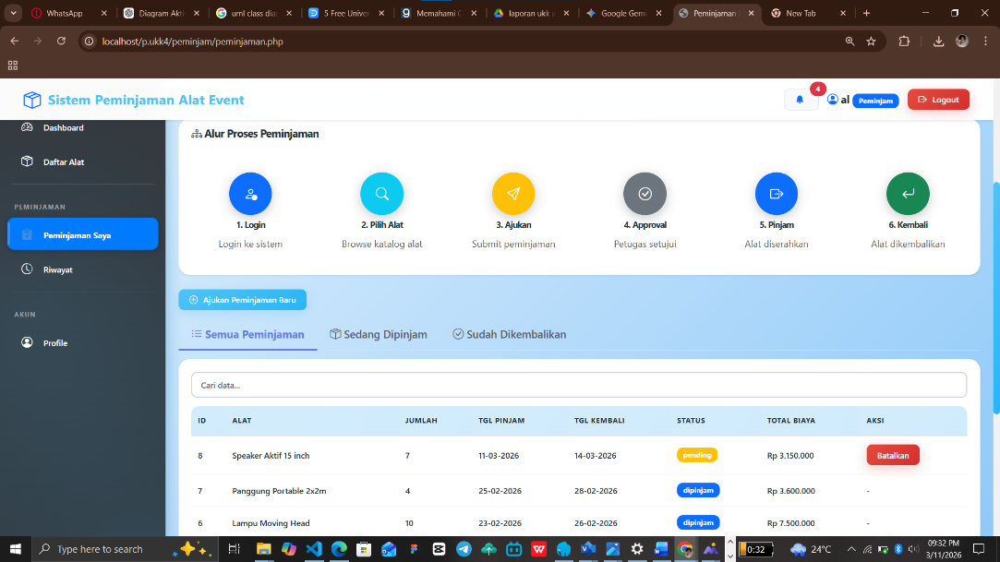 WhatsApp
Diagram Akti
uml class dia
5 Free Univer
Memahami C
laporan ukk a
Google Gemi
Peminjaman
New Tab
localhost/p.ukk4/peminjam/peminjaman.php
Sistem Peminjaman Alat Event
4
al
Peminjam
Logout
Dashboard
Daftar Alat
PEMINJAMAN
Peminjaman Saya
Riwayat
AKUN
Profile
Alur Proses Peminjaman
1. Login
2. Pilih Alat
3. Ajukan
4. Approval
5. Pinjam
6. Kembali
Login ke sistem
Browse katalog alat
Submit peminjaman
Petugas setujui
Alat diserahkan
Alat dikembalikan
Ajukan Peminjaman Baru
Semua Peminjaman
Sedang Dipinjam
Sudah Dikembalikan
Cari data...
ID ALAT JUMLAH TGL PINJAM TGL KEMBALI STATUS TOTAL BIAYA AKSI
8 Speaker Aktif 15 inch 7 11-03-2026 14-03-2026 pending Rp 3.150.000 Batalkan
7 Panggung Portable 2x2m 4 25-02-2026 28-02-2026 dipinjam Rp 3.600.000 -
6 Lampu Moving Head 10 23-02-2026 26-02-2026 dipinjam Rp 7.500.000 -
Type here to search
0:32
24°C
09:32 PM
3/11/2026